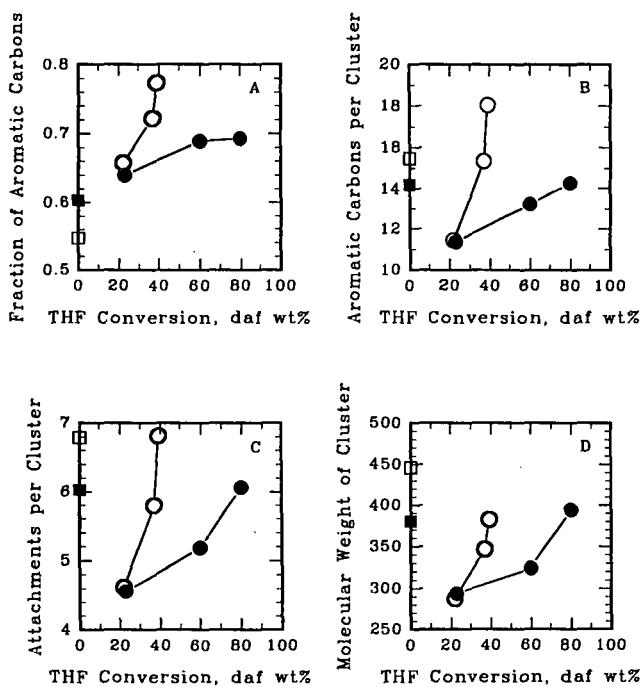 Fraction of Aromatic Carbons
0.8
0.7
0.6
0.5
A
0 20 40 60 80 100
THF Conversion, daf wt%
Aromatic Carbons per Cluster
20
18
16
14
12
10
B
0 20 40 60 80 100
THF Conversion, daf wt%
Attachments per Cluster
7
6
5
4
C
0 20 40 60 80 100
THF Conversion, daf wt%
Molecular Weight of Cluster
500
450
400
350
300
250
D
0 20 40 60 80 100
THF Conversion, daf wt%